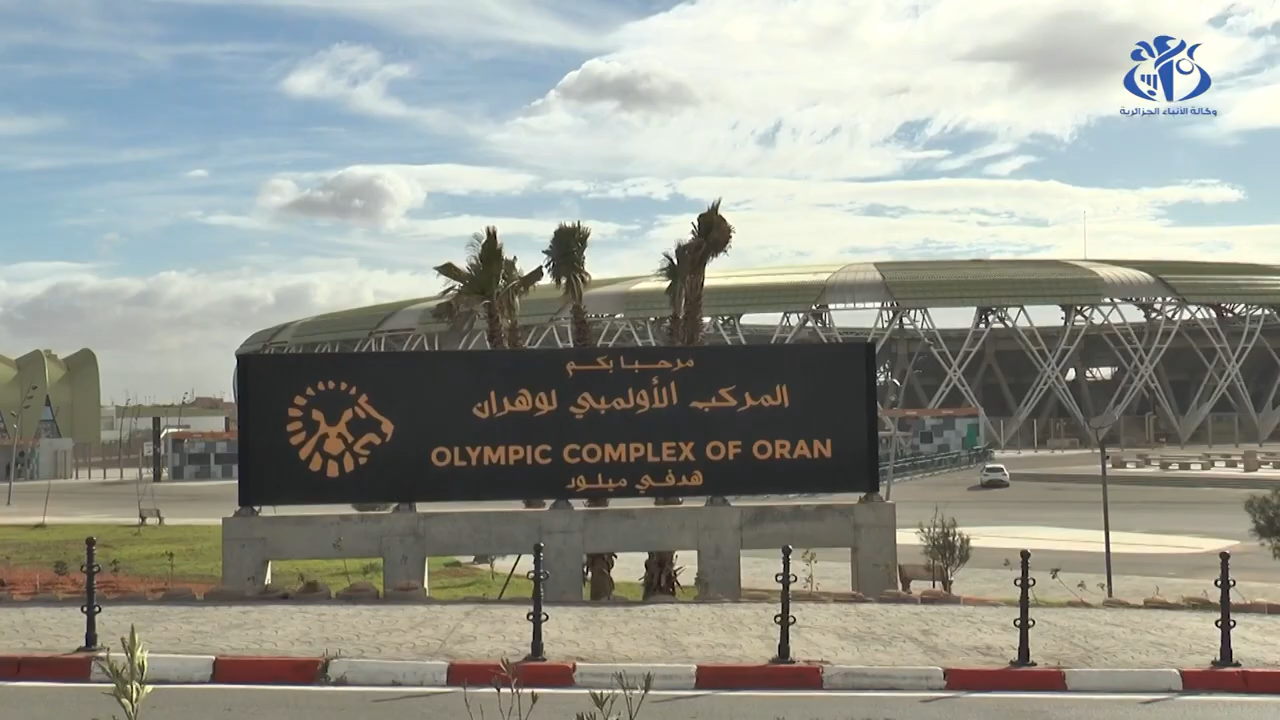 وكالة الأنباء الجزائرية
مرحبا بكم
المركب الأولمبي لوهران
OLYMPIC COMPLEX OF ORAN
هدفي ميلود